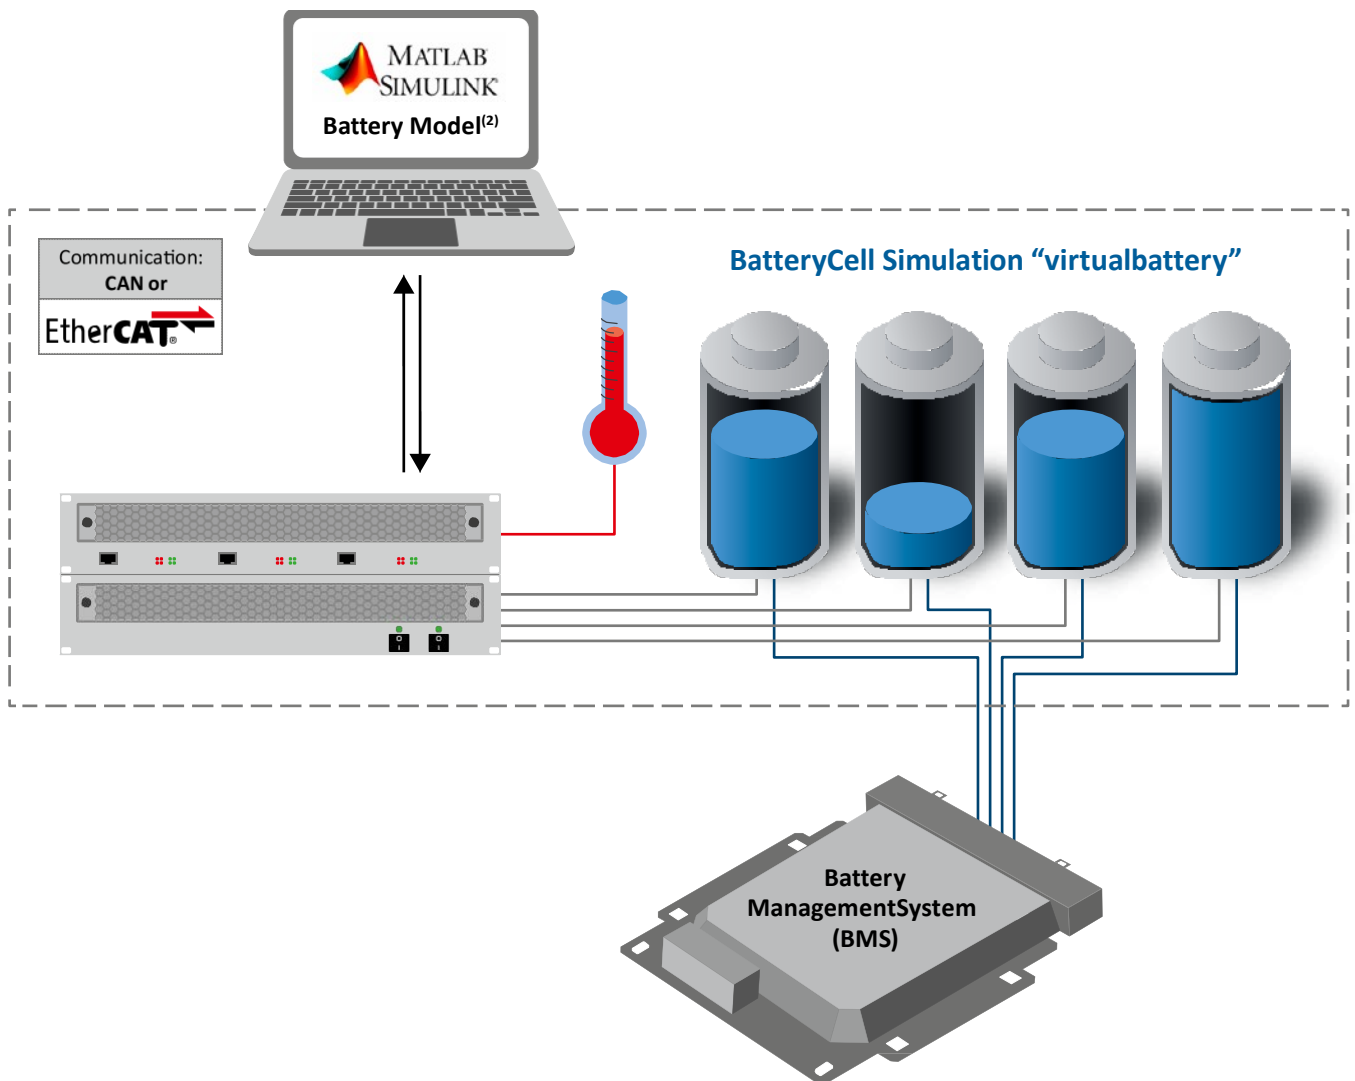 MATLAB
SIMULINK
Battery Model(2)
Communication:
CAN or
EtherCAT®
BatteryCell Simulation “virtualbattery”
Battery
ManagementSystem
(BMS)